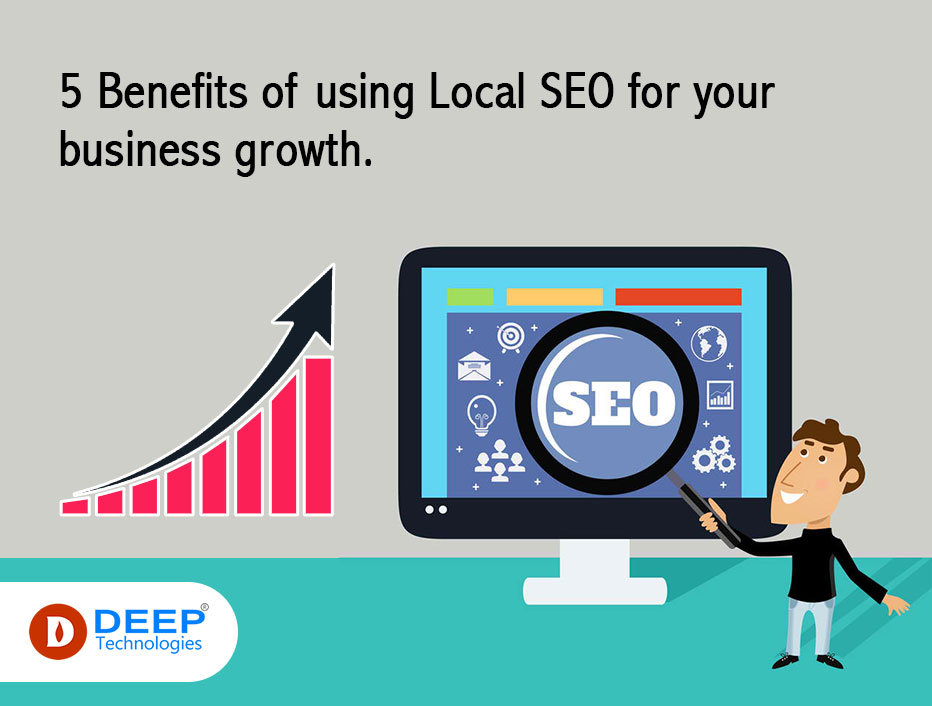 5 Benefits of using Local SEO for your
business growth.
SEO
D DEEP®
Technologies